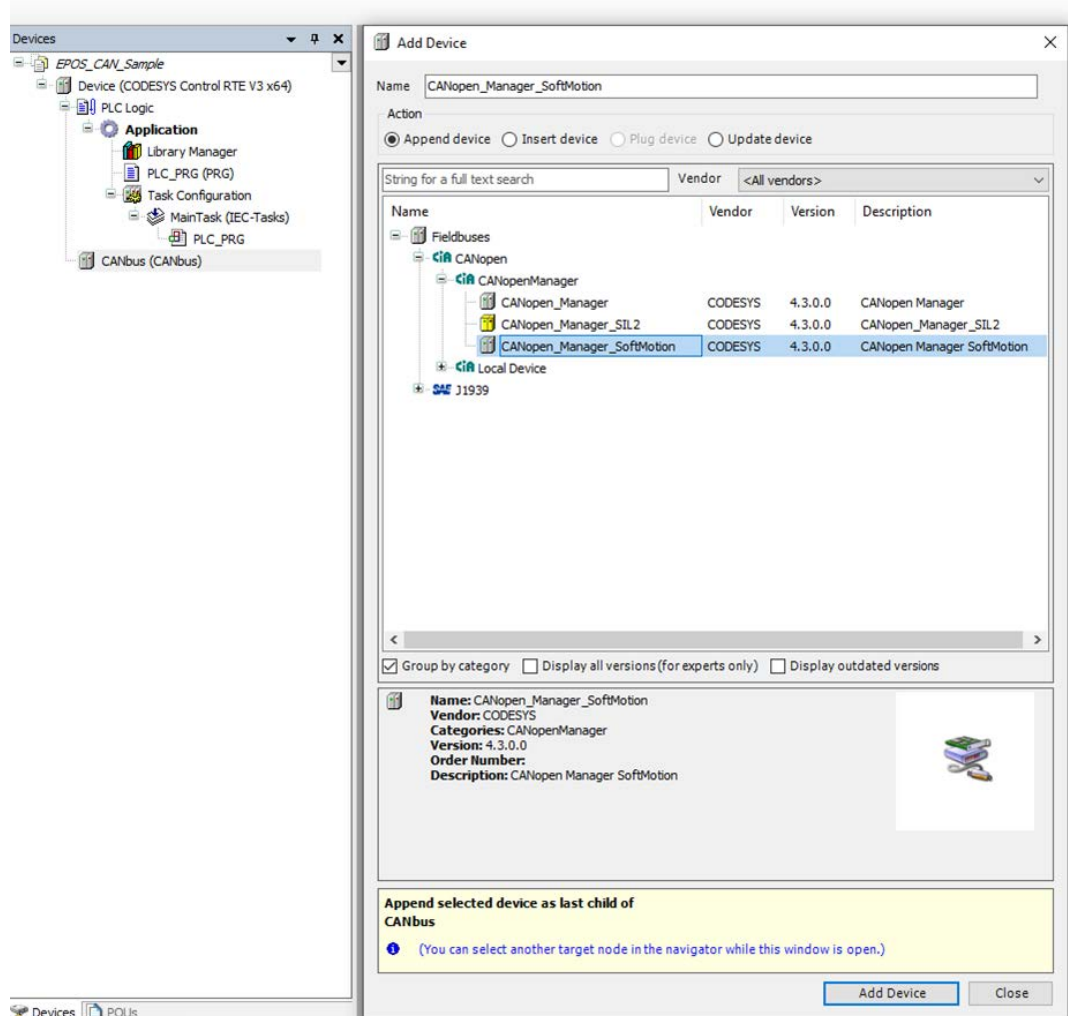 Devices
EPOS_CAN_Sample
Device (CODESYS Control RTE V3 x64)
PLC Logic
Application
Library Manager
PLC_PRG (PRG)
Task Configuration
MainTask (IEC-Tasks)
PLC_PRG
CANbus (CANbus)
Devices POUs
Add Device
Name CANopen_Manager_SoftMotion
Action
Append device Insert device Plug device Update device
String for a full text search Vendor <All vendors>
Name Vendor Version Description
Fieldbuses
CiA CANopen
CiA CANopenManager
CANopen_Manager CODESYS 4.3.0.0 CANopen Manager
CANopen_Manager_SIL2 CODESYS 4.3.0.0 CANopen_Manager_SIL2
CANopen_Manager_SoftMotion CODESYS 4.3.0.0 CANopen Manager SoftMotion
CiA Local Device
SAE J1939
Group by category Display all versions (for experts only) Display outdated versions
Name: CANopen_Manager_SoftMotion
Vendor: CODESYS
Categories: CANopenManager
Version: 4.3.0.0
Order Number:
Description: CANopen Manager SoftMotion
Append selected device as last child of
CANbus
(You can select another target node in the navigator while this window is open.)
Add Device Close